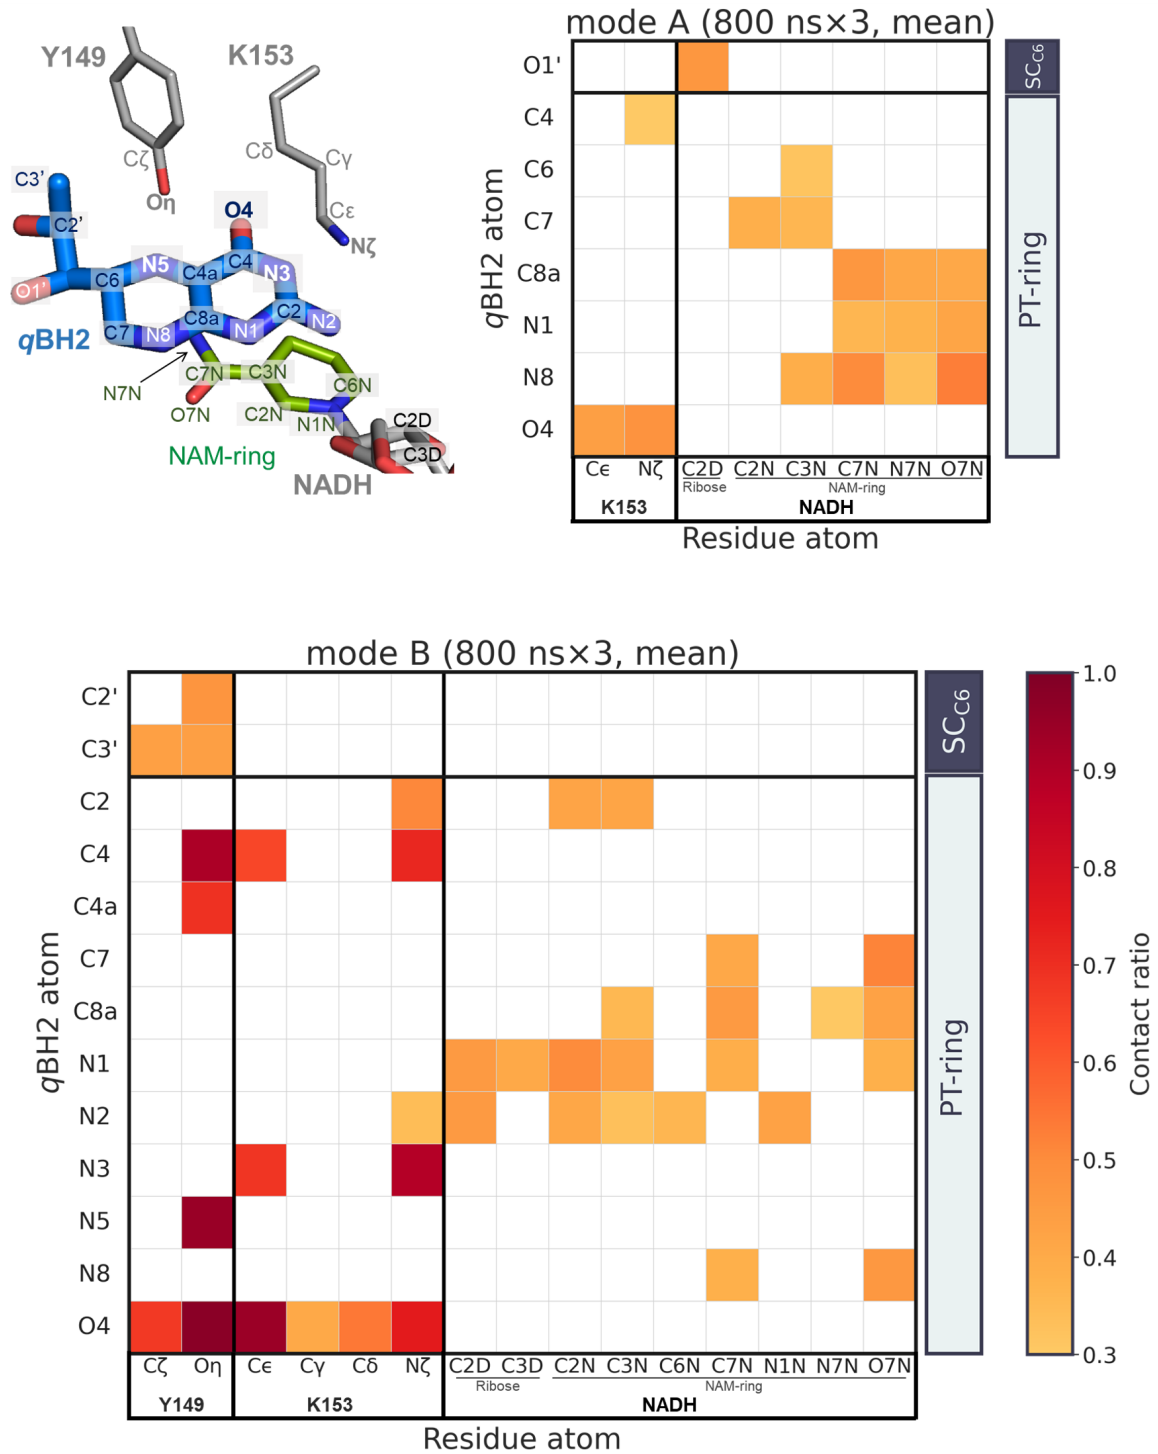 Y149
K153
Cζ
Oη
Cδ
Cγ
Cε
Nζ
C3'
C2'
O1'
O4
C6
N5
C4a
C4
N3
C7
N8
C8a
N1
C2
N2
qBH2
N7N
C7N
C3N
C6N
O7N
C2N
N1N
C2D
C3D
NAM-ring
NADH
mode A (800 ns×3, mean)
O1'
C4
C6
C7
C8a
N1
N8
O4
qBH2 atom
SCC6
PT-ring
Cϵ Nζ C2D C2N C3N C7N N7N O7N
Ribose NAM-ring
K153 NADH
Residue atom
mode B (800 ns×3, mean)
C2'
C3'
C2
C4
C4a
C7
C8a
N1
N2
N3
N5
N8
O4
qBH2 atom
SCC6
PT-ring
Cζ Oη Cϵ Cγ Cδ Nζ C2D C3D C2N C3N C6N C7N N1N N7N O7N
Ribose NAM-ring
Y149 K153 NADH
Residue atom
1.0
0.9
0.8
0.7
0.6
0.5
0.4
0.3
Contact ratio